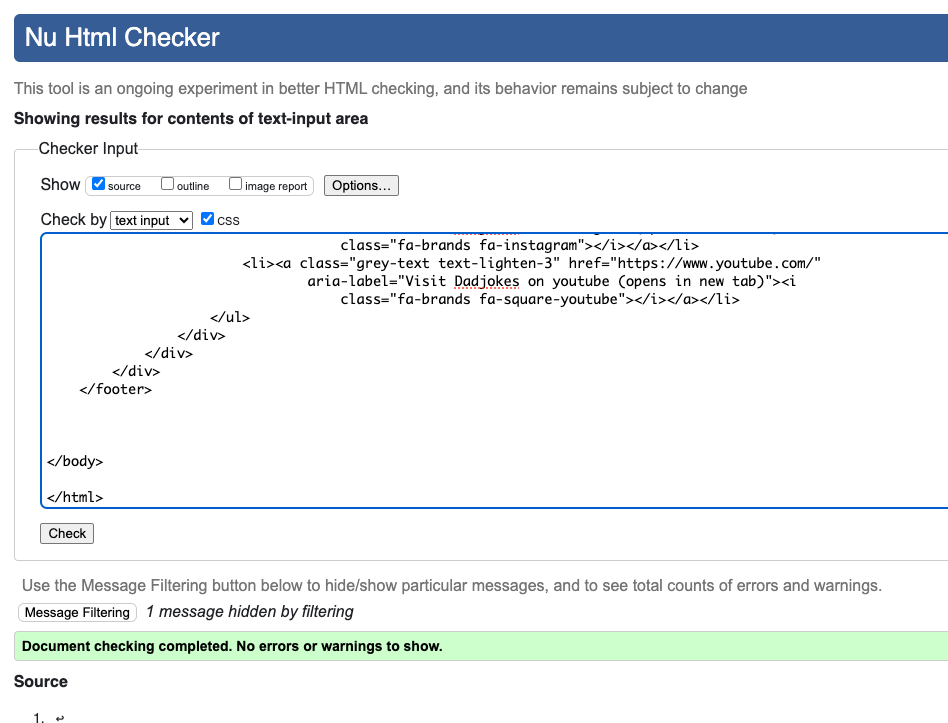 Nu Html Checker
This tool is an ongoing experiment in better HTML checking, and its behavior remains subject to change
Showing results for contents of text-input area
Checker Input
Show source outline image report Options...
Check by text input CSS
class="fa-brands fa-instagram"></i></a></li>
<li><a class="grey-text text-lighten-3" href="https://www.youtube.com/"
aria-label="Visit Dadjokes on youtube (opens in new tab)"><i
class="fa-brands fa-square-youtube"></i></a></li>
</ul>
</div>
</div>
</div>
</footer>
</body>
</html>
Check
Use the Message Filtering button below to hide/show particular messages, and to see total counts of errors and warnings.
Message Filtering 1 message hidden by filtering
Document checking completed. No errors or warnings to show.
Source
1. ↩